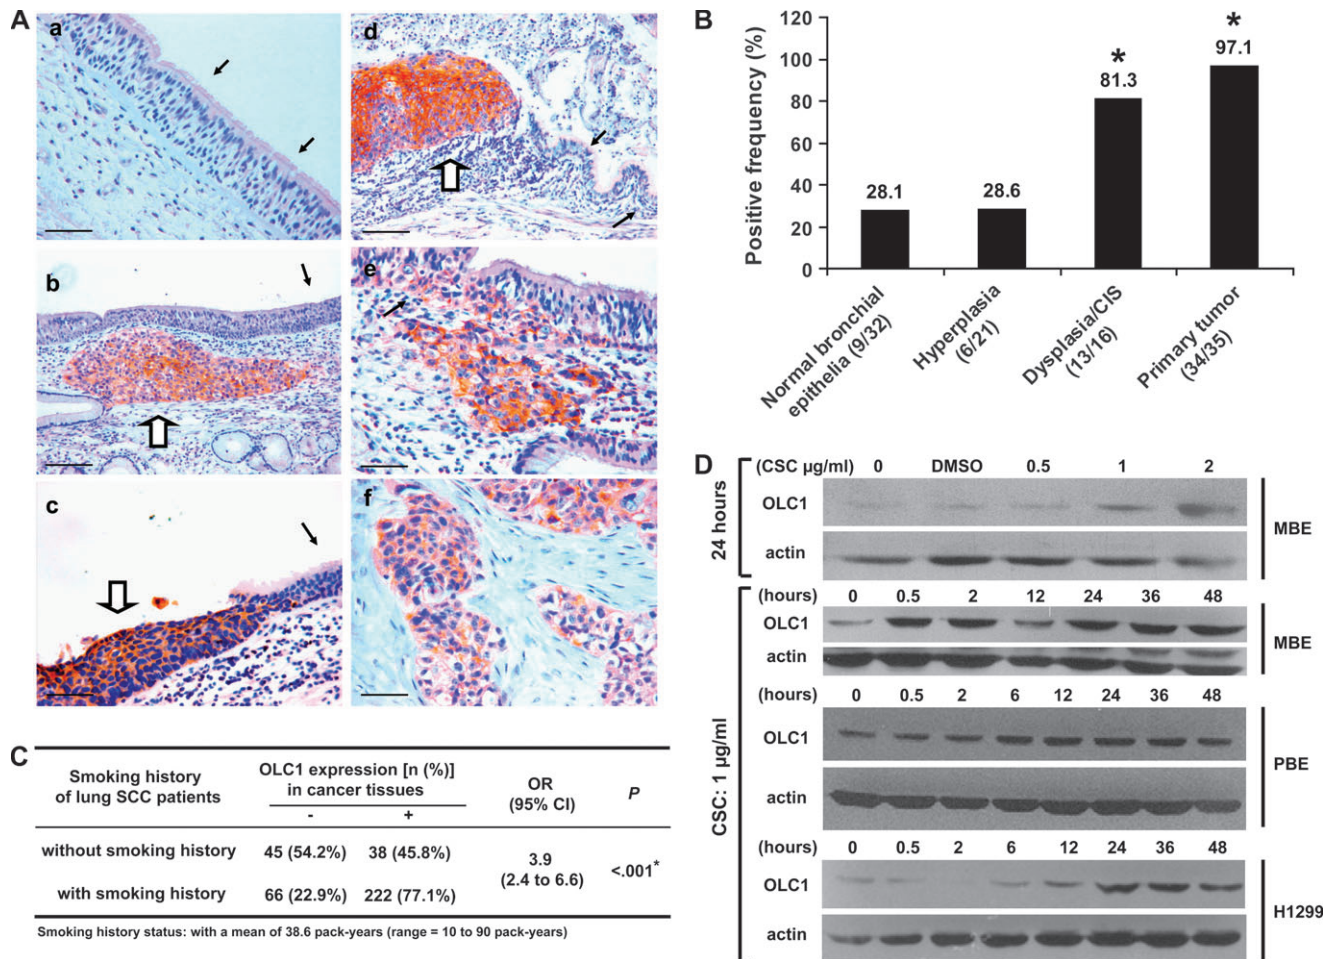 A
a
b
c
d
e
f
B
Positive frequency (%)
120
100
80
60
40
20
0
28.1
28.6
*
81.3
*
97.1
Normal bronchial
epithelia (9/32)
Hyperplasia
(6/21)
Dysplasia/CIS
(13/16)
Primary tumor
(34/35)
C
Smoking history
of lung SCC patients
OLC1 expression [n (%)]
in cancer tissues
- +
OR
(95% CI)
P
without smoking history 45 (54.2%) 38 (45.8%)
3.9
(2.4 to 6.6)
<.001*
with smoking history 66 (22.9%) 222 (77.1%)
Smoking history status: with a mean of 38.6 pack-years (range = 10 to 90 pack-years)
D
24 hours
(CSC µg/ml) 0 DMSO 0.5 1 2
OLC1
actin
MBE
CSC: 1 µg/ml
(hours) 0 0.5 2 12 24 36 48
OLC1
actin
MBE
(hours) 0 0.5 2 6 12 24 36 48
OLC1
actin
PBE
(hours) 0 0.5 2 6 12 24 36 48
OLC1
actin
H1299